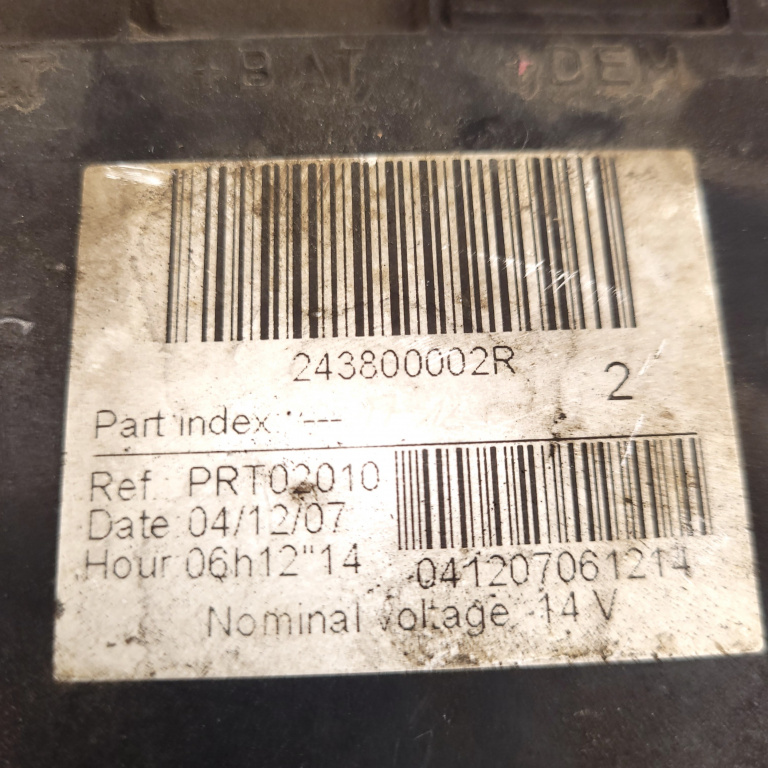 +BAT
+DEM
243800002R
2
Part index : ---
Ref : PRT02010
Date 04/12/07
Hour 06h12"14
041207061214
Nominal voltage 14 V